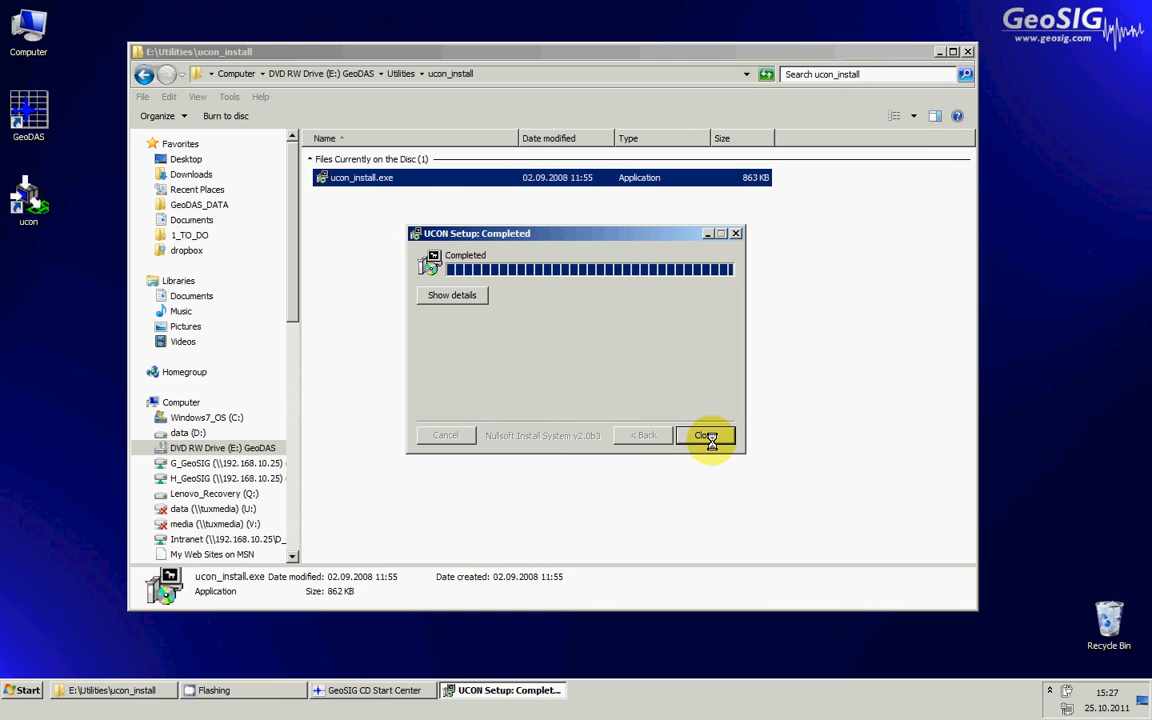 Computer
GeoDAS
ucon
GeoSIG
www.geosig.com
E:\Utilities\ucon_install
Computer DVD RW Drive (E:) GeoDAS Utilities ucon_install
Search ucon_install
File Edit View Tools Help
Organize Burn to disc
Name Date modified Type Size
Files Currently on the Disc (1)
ucon_install.exe 02.09.2008 11:55 Application 863 KB
Favorites
Desktop
Downloads
Recent Places
GeoDAS_DATA
Documents
1_TO_DO
dropbox
Libraries
Documents
Music
Pictures
Videos
Homegroup
Computer
Windows7_OS (C:)
data (D:)
DVD RW Drive (E:) GeoDAS
G_GeoSIG (\\192.168.10.25)
H_GeoSIG (\\192.168.10.25)
Lenovo_Recovery (Q:)
data (\\tuxmedia) (U:)
media (\\tuxmedia) (V:)
Intranet (\\192.168.10.25\D_
My Web Sites on MSN
UCON Setup: Completed
Completed
Show details
Cancel Nullsoft Install System v2.0b3 < Back
ucon_install.exe Date modified: 02.09.2008 11:55 Date created: 02.09.2008 11:55
Application Size: 862 KB
Recycle Bin
Start E:\Utilities\ucon_install Flashing GeoSIG CD Start Center UCON Setup: Complet...
15:27
25.10.2011